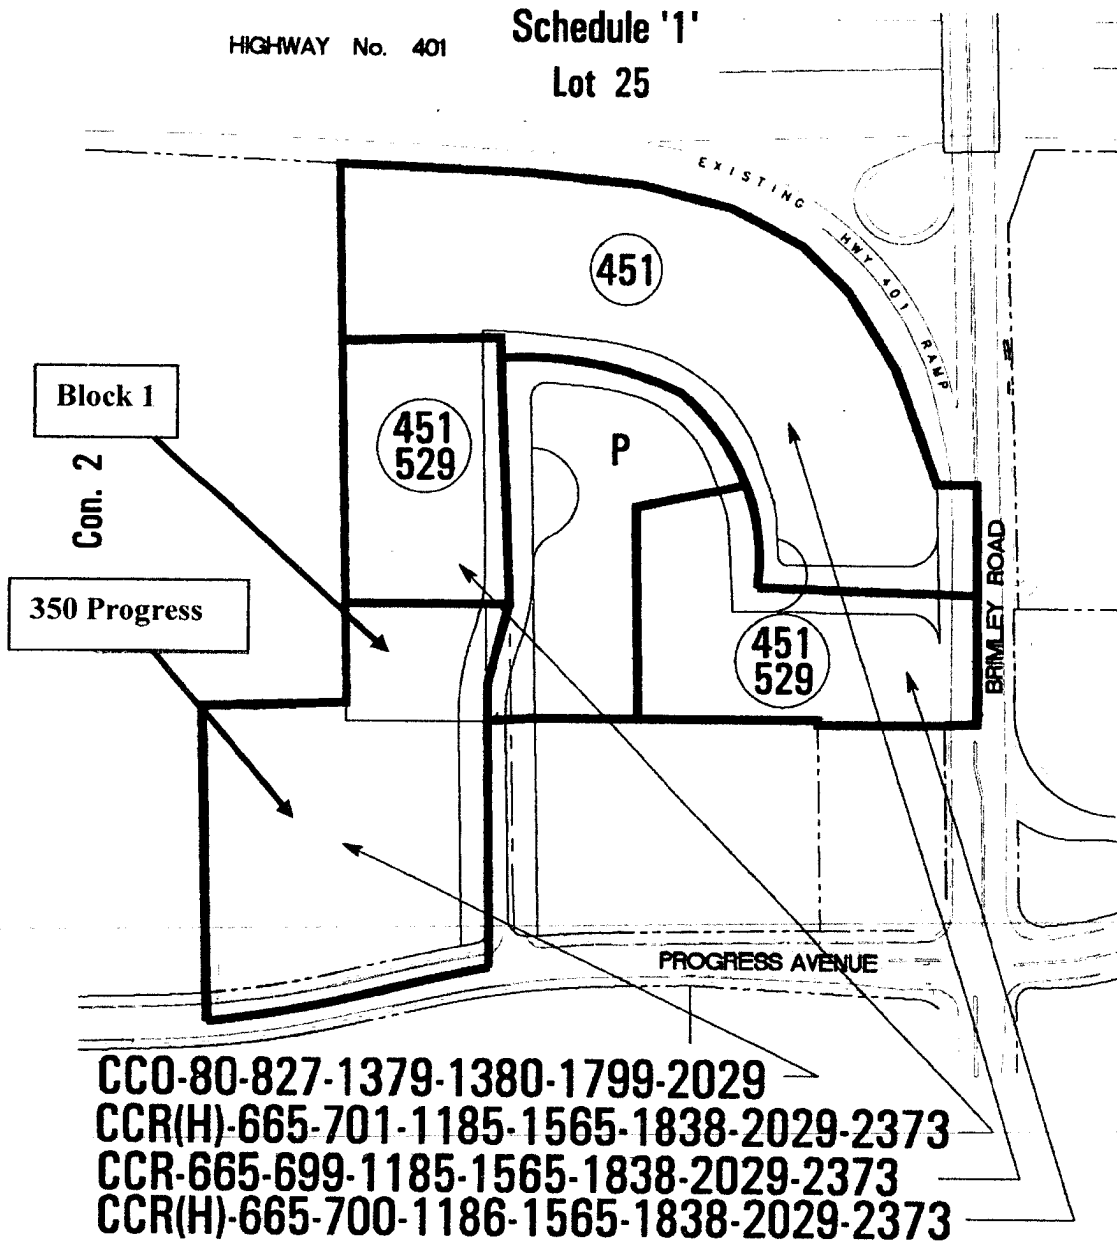 Schedule '1'
HIGHWAY No. 401
Lot 25
EXISTING HWY 401 RAMP
451
Block 1
451
529
P
Con. 2
350 Progress
BRIMLEY ROAD
451
529
PROGRESS AVENUE
CCO-80-827-1379-1380-1799-2029
CCR(H)-665-701-1185-1565-1838-2029-2373
CCR-665-699-1185-1565-1838-2029-2373
CCR(H)-665-700-1186-1565-1838-2029-2373